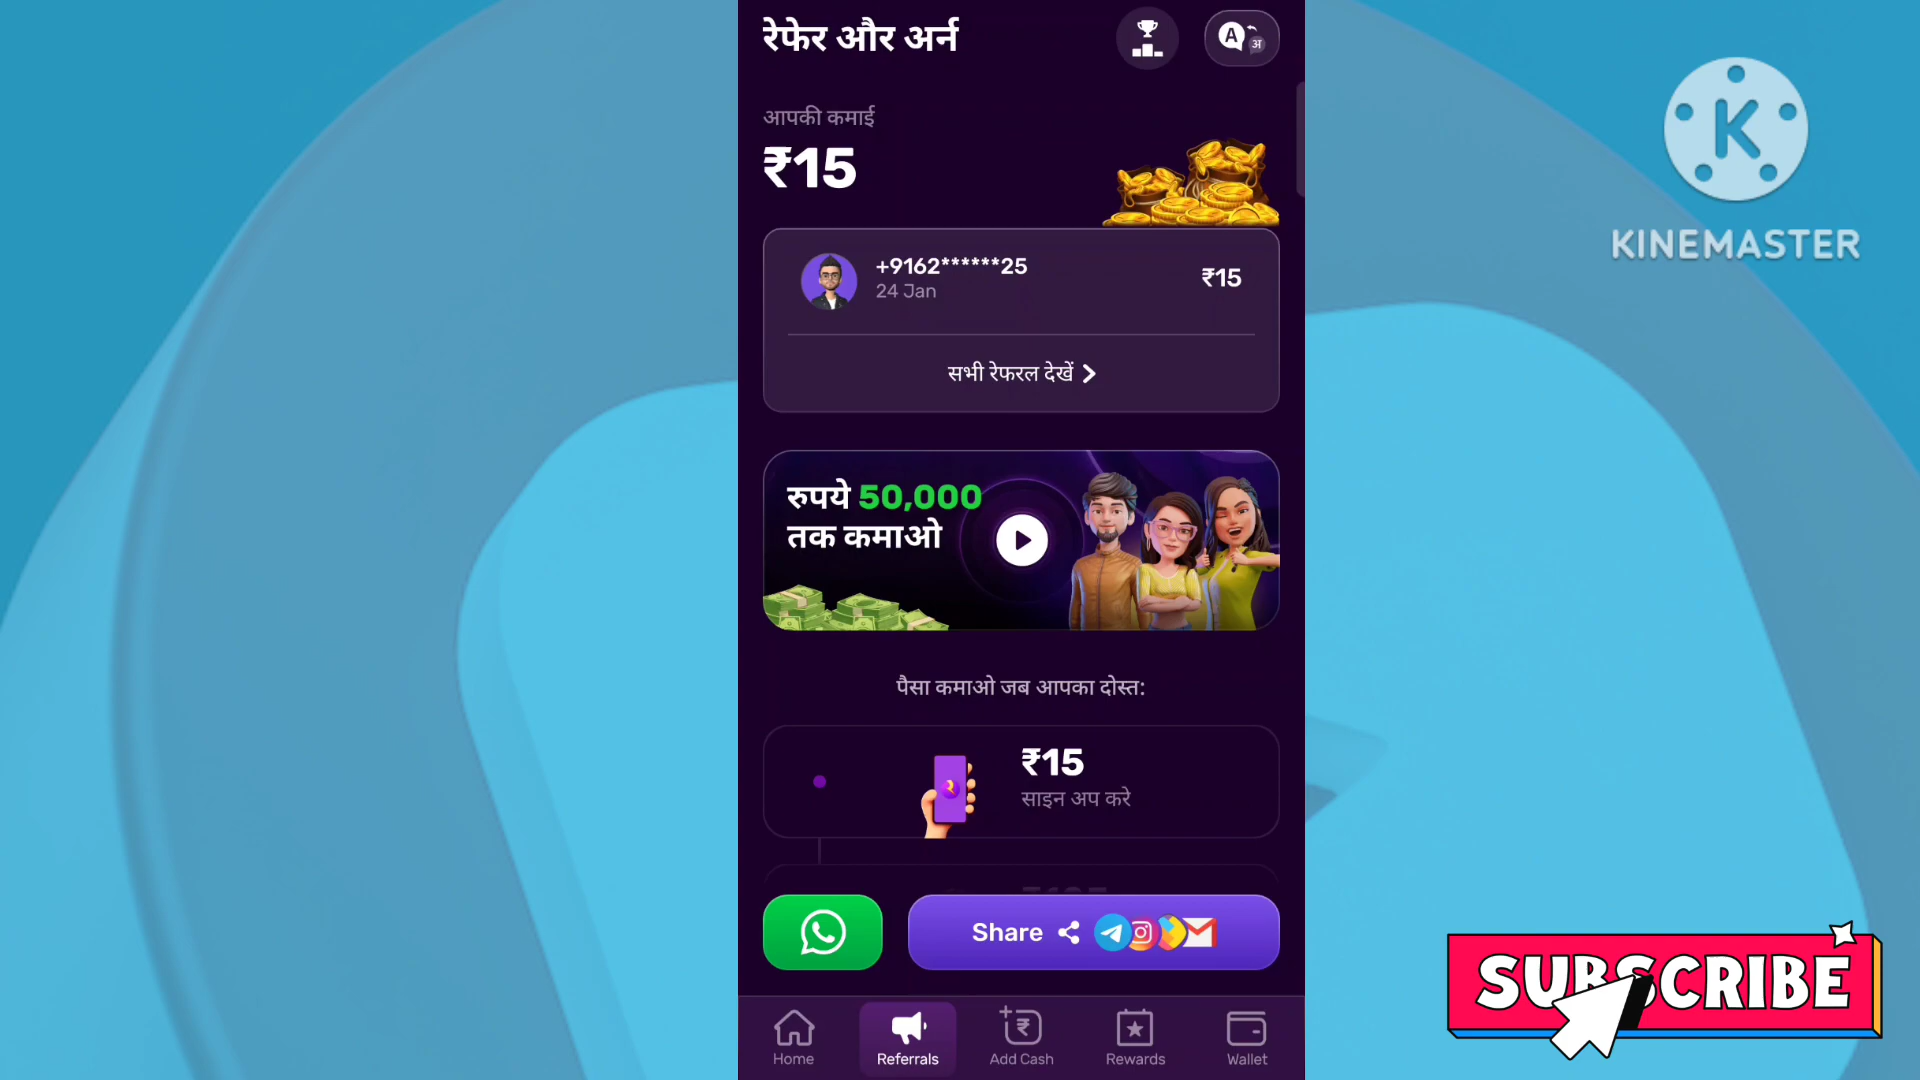 रेफेर और अर्न
A अ
आपकी कमाई
₹15
+9162******25
24 Jan
₹15
सभी रेफरल देखें
रुपये 50,000
तक कमाओ
पैसा कमाओ जब आपका दोस्त:
₹15
साइन अप करे
Share
Home
Referrals
Add Cash
Rewards
Wallet
K
KINEMASTER
SUBSCRIBE